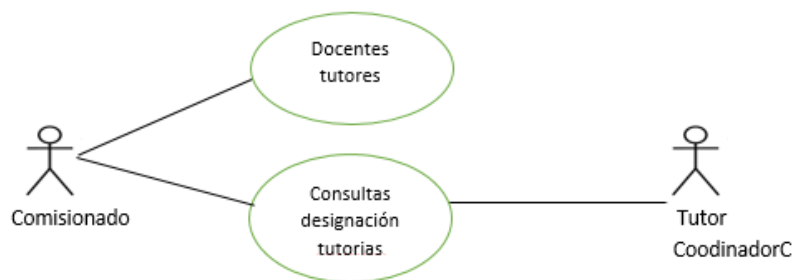 Docentes
tutores
Comisionado
Consultas
designación
tutorias
Tutor
CoodinadorC